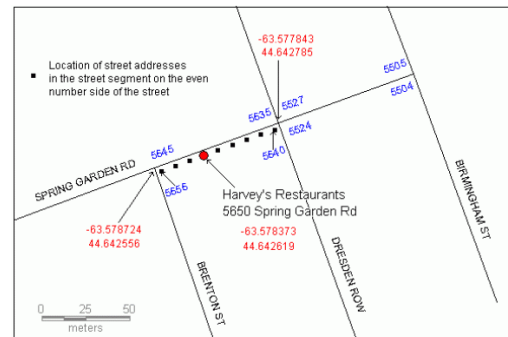 -63.577843
44.642785
Location of street addresses
in the street segment on the even
number side of the street
5505
5504
5635
5527
5524
5640
5645
5656
SPRING GARDEN RD
Harvey's Restaurants
5650 Spring Garden Rd
-63.578724
44.642556
-63.578373
44.642619
BRENTON ST
DRESDEN ROW
BIRMINGHAM ST
0 25 50
meters